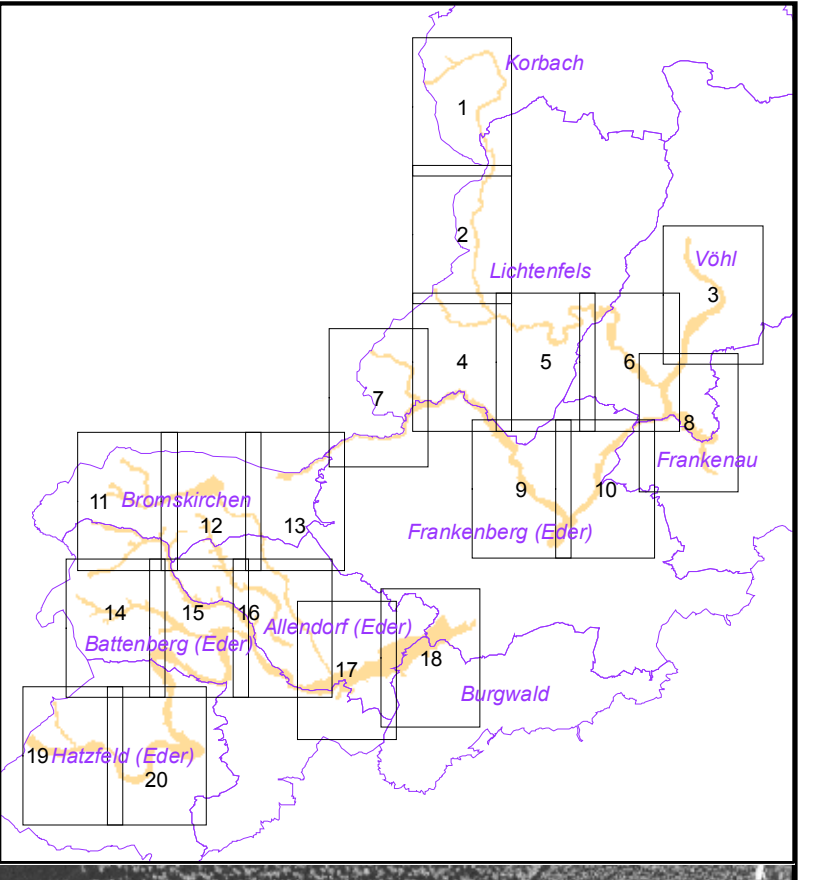 Korbach
1
2
Vöhl
Lichtenfels
3
4
5
6
7
8
Frankenau
9
10
Bromskirchen
11
12
13
Frankenberg (Eder)
14
15
16
Allendorf (Eder)
Battenberg (Eder)
17
18
Burgwald
19
Hatzfeld (Eder)
20